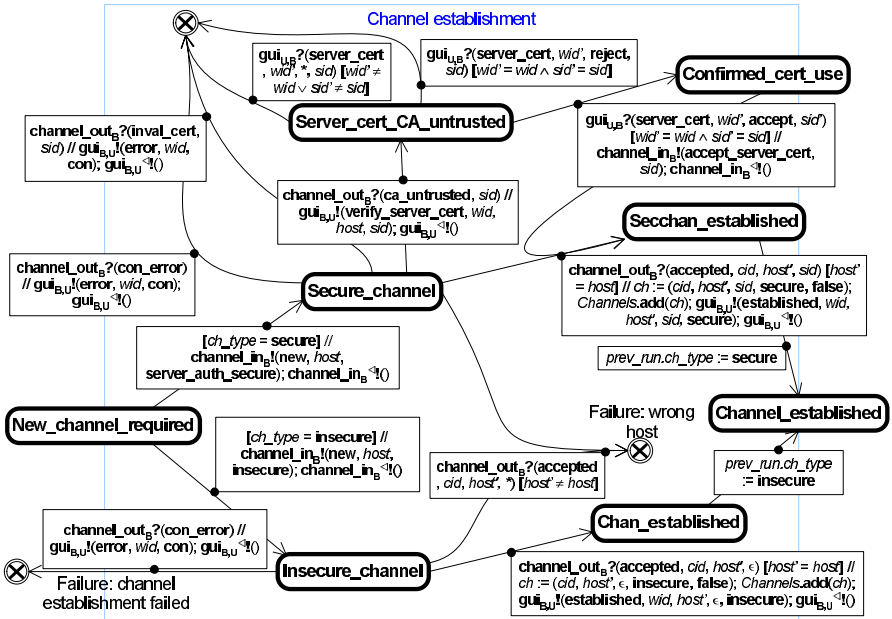 Channel establishment
gui_U,B?(server_cert
, wid', *, sid) [wid' ≠
wid ∨ sid' ≠ sid]
gui_U,B?(server_cert, wid', reject,
sid) [wid' = wid ∧ sid' = sid]
Confirmed_cert_use
Server_cert_CA_untrusted
channel_out_B?(inval_cert,
sid) // gui_B,U!(error, wid,
con); gui_B,U^◁!()
gui_U,B?(server_cert, wid', accept, sid')
[wid' = wid ∧ sid' = sid] //
channel_in_B!(accept_server_cert,
sid); channel_in_B^◁!()
channel_out_B?(ca_untrusted, sid) //
gui_B,U!(verify_server_cert, wid,
host, sid); gui_B,U^◁!()
Secchan_established
channel_out_B?(con_error)
// gui_B,U!(error, wid, con);
gui_B,U^◁!()
Secure_channel
channel_out_B?(accepted, cid, host', sid) [host'
= host] // ch := (cid, host', sid, secure, false);
Channels.add(ch); gui_B,U!(established, wid,
host', sid, secure); gui_B,U^◁!()
[ch_type = secure] //
channel_in_B!(new, host,
server_auth_secure); channel_in_B^◁!()
prev_run.ch_type := secure
New_channel_required
Failure: wrong
host
Channel_established
[ch_type = insecure] //
channel_in_B!(new, host,
insecure); channel_in_B^◁!()
channel_out_B?(accepted
, cid, host', *) [host' ≠ host]
prev_run.ch_type
:= insecure
channel_out_B?(con_error) //
gui_B,U!(error, wid, con); gui_B,U^◁!()
Chan_established
Insecure_channel
Failure: channel
establishment failed
channel_out_B?(accepted, cid, host', ϵ) [host' = host] //
ch := (cid, host', ϵ, insecure, false); Channels.add(ch);
gui_B,U!(established, wid, host', ϵ, insecure); gui_B,U^◁!()